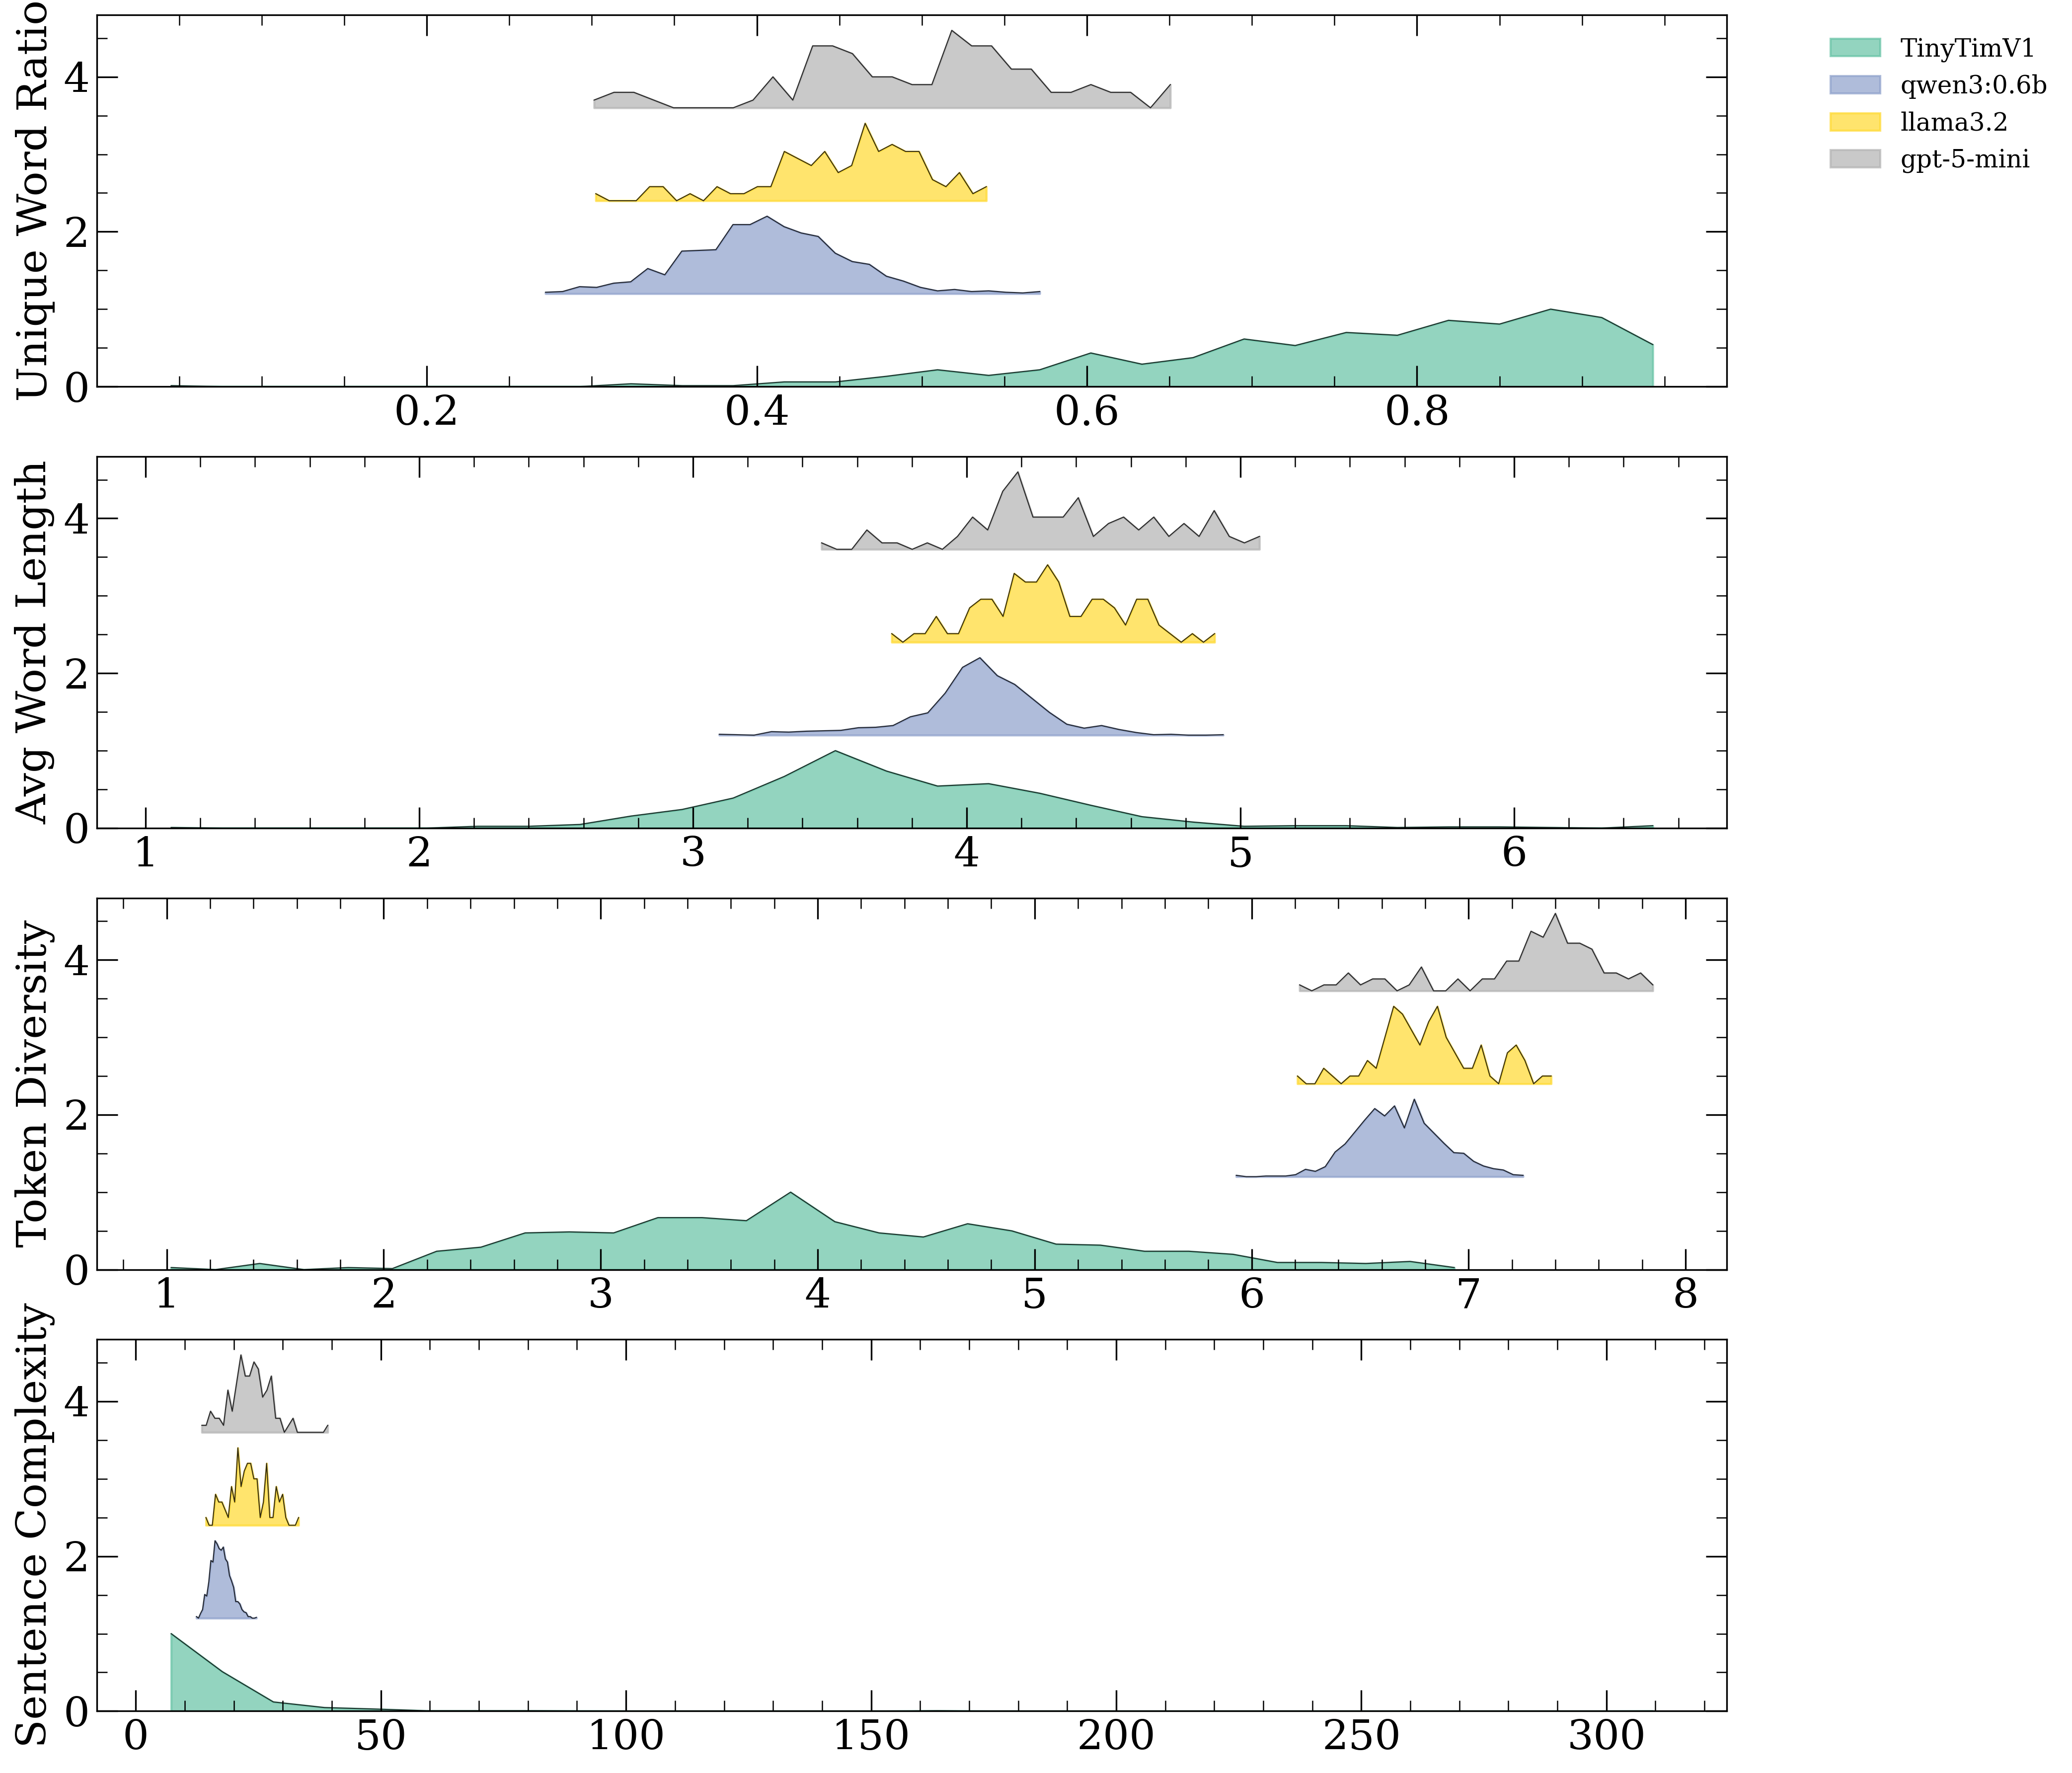 Unique Word Ratio
4
2
0
0.2 0.4 0.6 0.8
TinyTimV1
qwen3:0.6b
llama3.2
gpt-5-mini
Avg Word Length
4
2
0
1 2 3 4 5 6
Token Diversity
4
2
0
1 2 3 4 5 6 7 8
Sentence Complexity
4
2
0
0 50 100 150 200 250 300